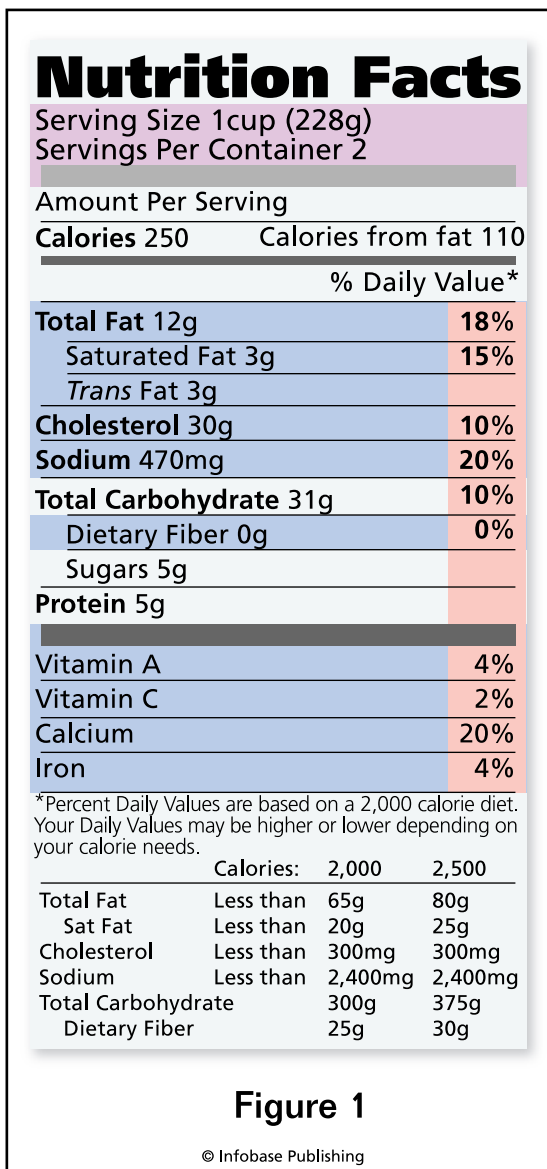 Nutrition Facts
Serving Size 1cup (228g)
Servings Per Container 2
Amount Per Serving
Calories 250 Calories from fat 110
% Daily Value*
Total Fat 12g 18%
Saturated Fat 3g 15%
Trans Fat 3g
Cholesterol 30g 10%
Sodium 470mg 20%
Total Carbohydrate 31g 10%
Dietary Fiber 0g 0%
Sugars 5g
Protein 5g
Vitamin A 4%
Vitamin C 2%
Calcium 20%
Iron 4%
*Percent Daily Values are based on a 2,000 calorie diet.
Your Daily Values may be higher or lower depending on
your calorie needs.
Calories: 2,000 2,500
Total Fat Less than 65g 80g
Sat Fat Less than 20g 25g
Cholesterol Less than 300mg 300mg
Sodium Less than 2,400mg 2,400mg
Total Carbohydrate 300g 375g
Dietary Fiber 25g 30g
Figure 1
© Infobase Publishing